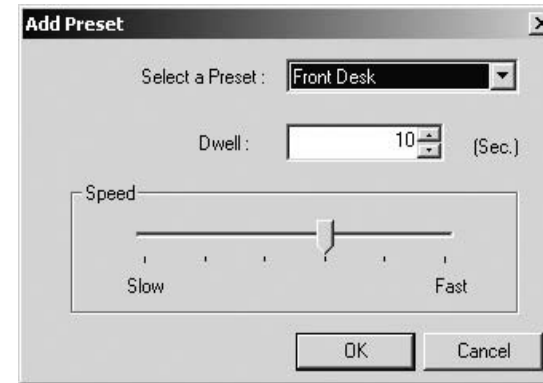 Add Preset
Select a Preset : Front Desk
Dwell : 10 (Sec.)
Speed
Slow Fast
OK Cancel